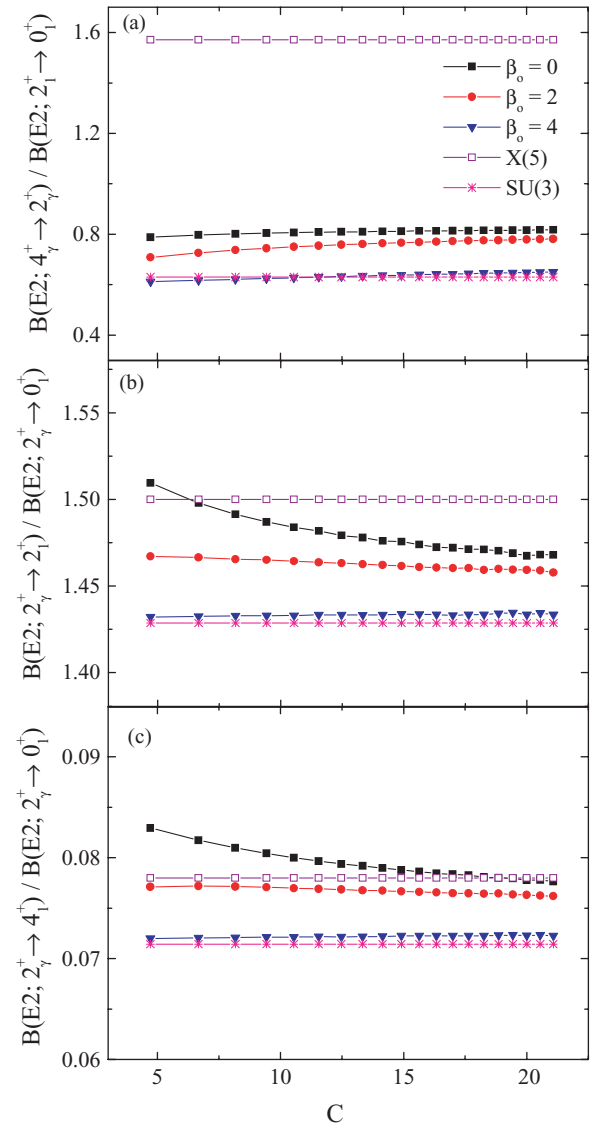 (a)
1.6
1.2
0.8
0.4
B(E2; 4⁺γ → 2⁺γ) / B(E2; 2⁺₁ → 0⁺₁)
βₒ = 0
βₒ = 2
βₒ = 4
X(5)
SU(3)
(b)
1.55
1.50
1.45
1.40
B(E2; 2⁺γ → 2⁺₁) / B(E2; 2⁺γ → 0⁺₁)
(c)
0.09
0.08
0.07
0.06
B(E2; 2⁺γ → 4⁺₁) / B(E2; 2⁺γ → 0⁺₁)
5 10 15 20
C